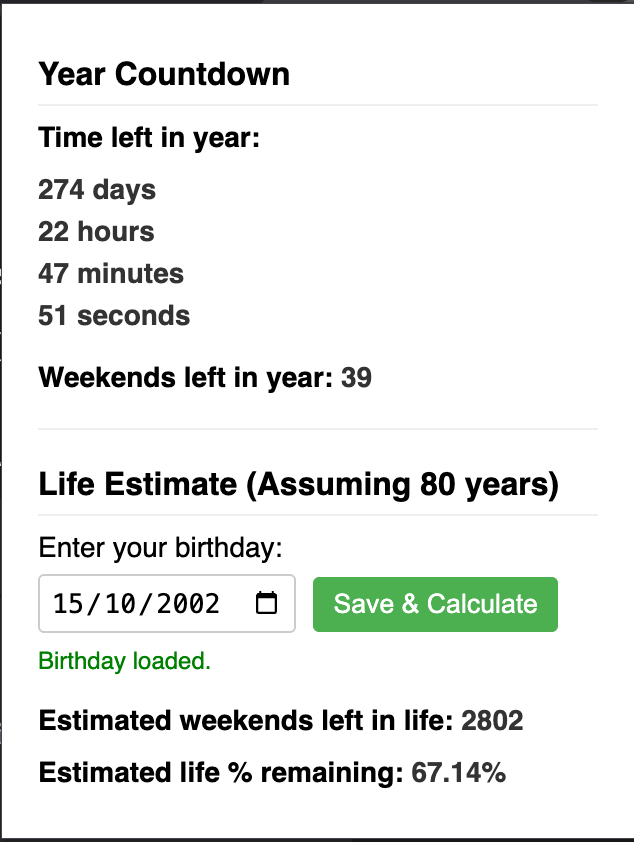 Year Countdown
Time left in year:
274 days
22 hours
47 minutes
51 seconds
Weekends left in year: 39
Life Estimate (Assuming 80 years)
Enter your birthday:
15/10/2002 Save & Calculate
Birthday loaded.
Estimated weekends left in life: 2802
Estimated life % remaining: 67.14%